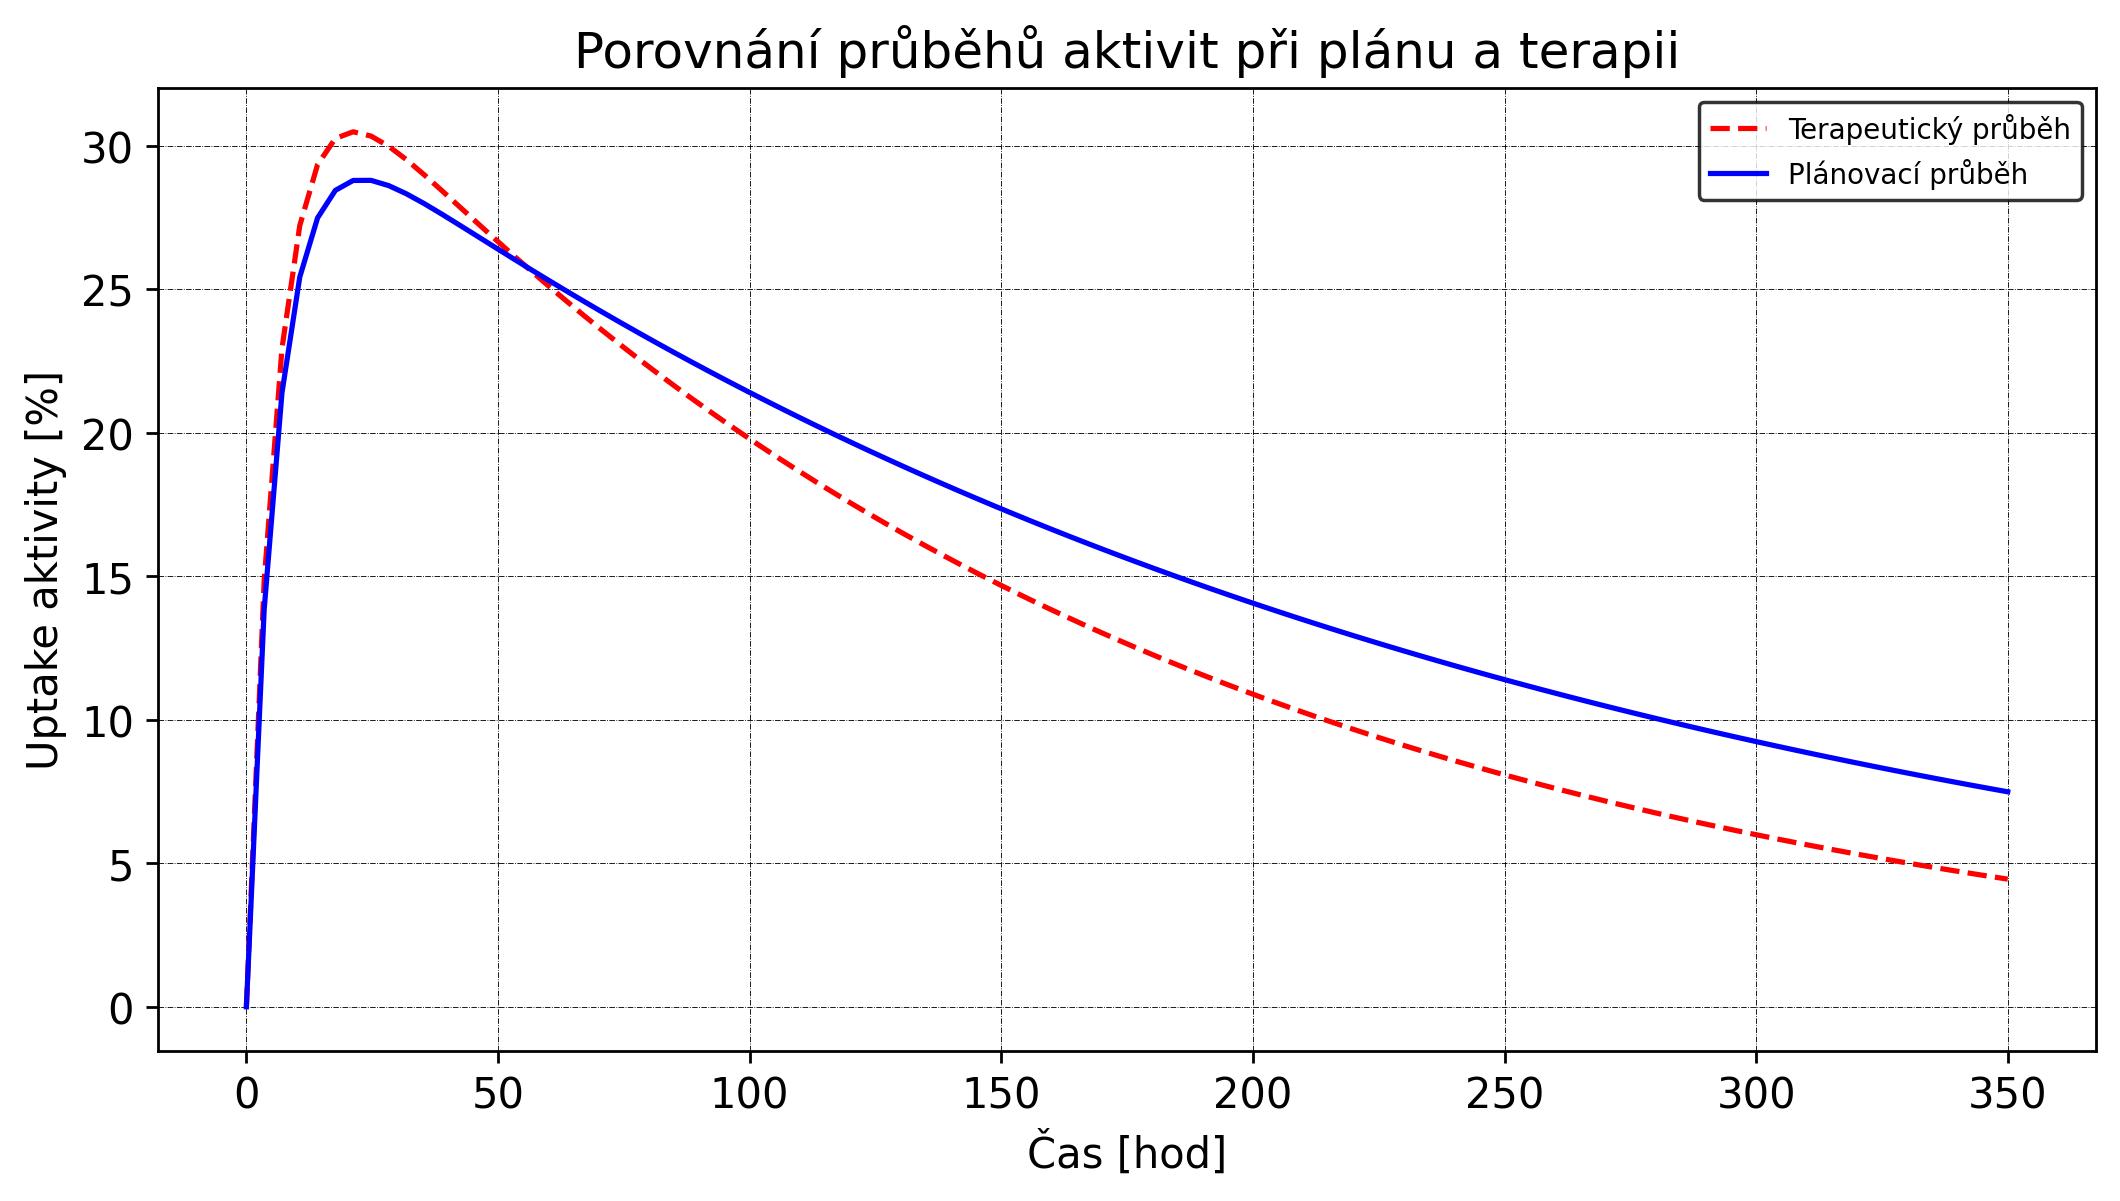 Porovnání průběhů aktivit při plánu a terapii
Terapeutický průběh
Plánovací průběh
Uptake aktivity [%]
30
25
20
15
10
5
0
0 50 100 150 200 250 300 350
Čas [hod]